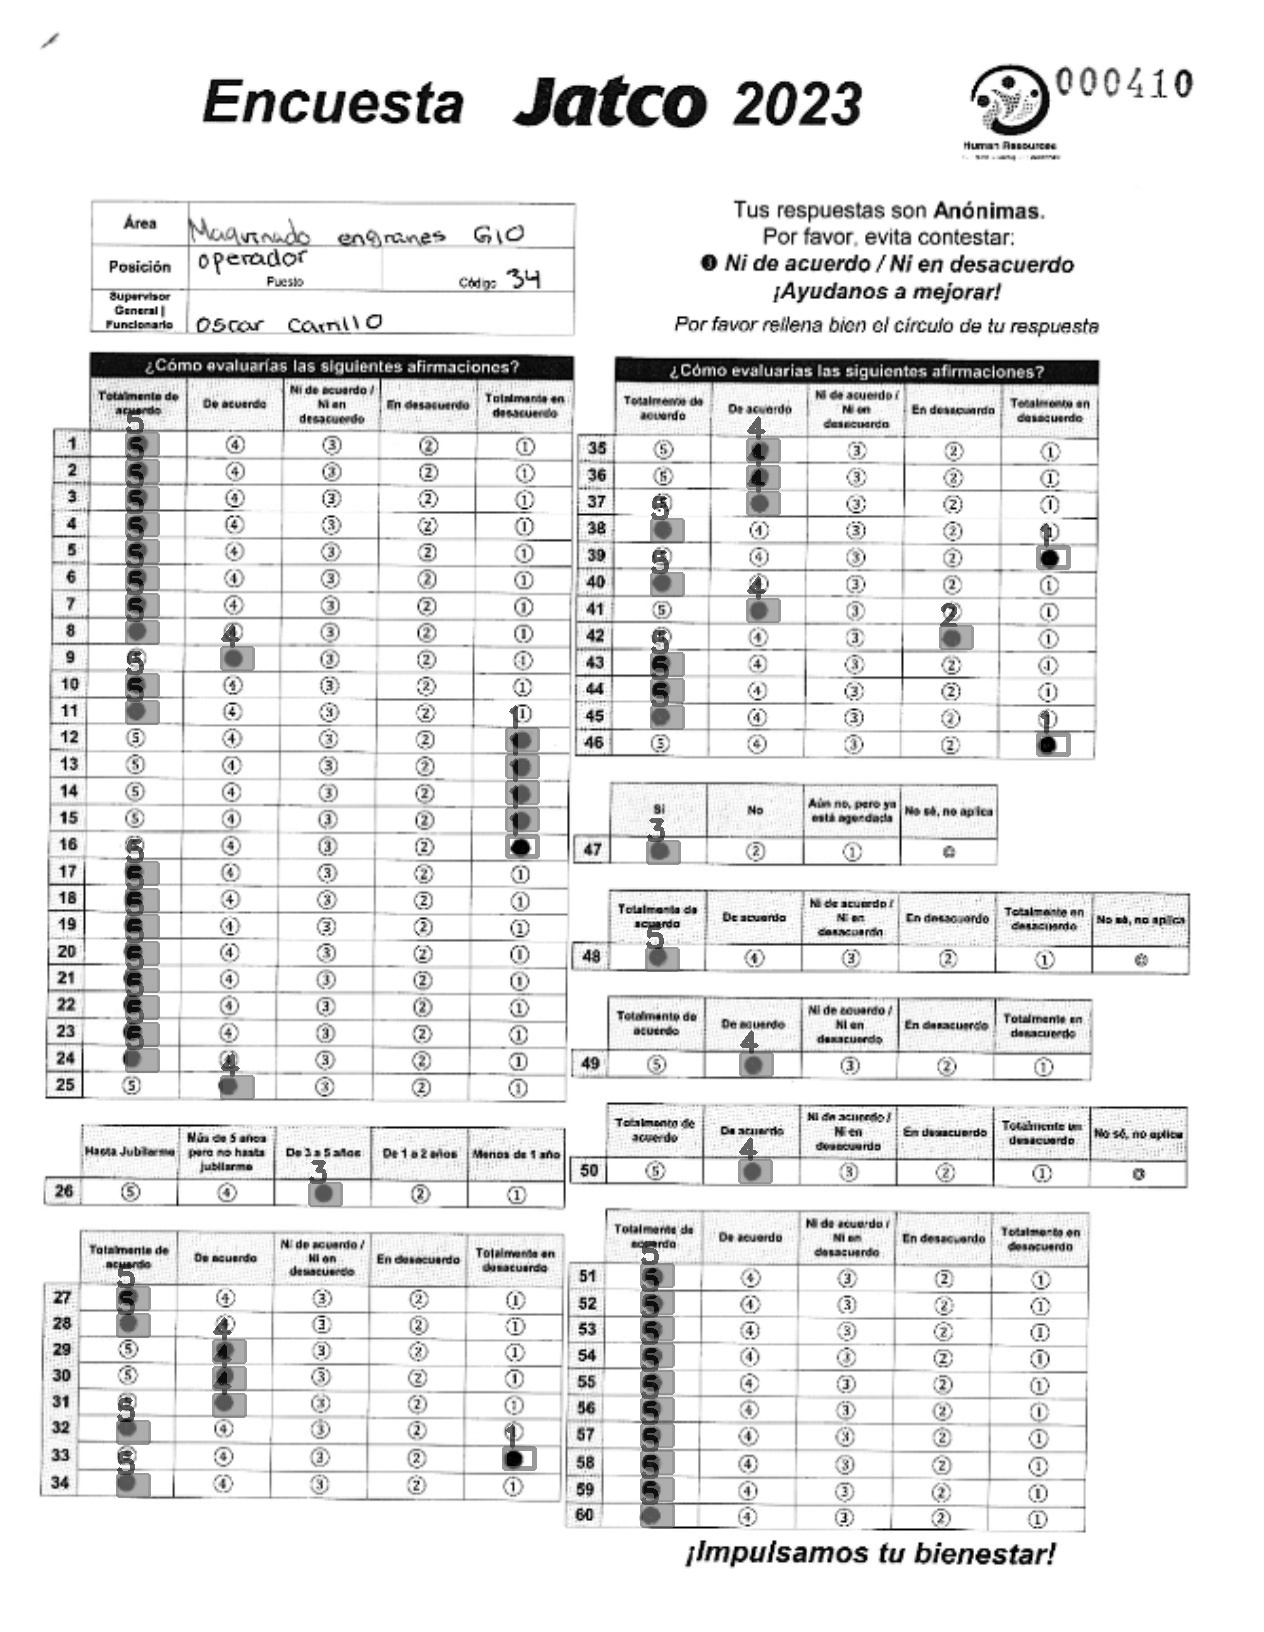 Encuesta Jatco 2023
000410
Human Resources
Área Maquinado engranes G10
Posición operador
Puesto
Código 34
Supervisor General | Funcionario Oscar Carrillo
Tus respuestas son Anónimas.
Por favor, evita contestar:
❸ Ni de acuerdo / Ni en desacuerdo
¡Ayudanos a mejorar!
Por favor rellena bien el círculo de tu respuesta
¿Cómo evaluarías las siguientes afirmaciones?
Totalmente de acuerdo De acuerdo Ni de acuerdo / Ni en desacuerdo En desacuerdo Totalmente en desacuerdo
1 5 ④ ③ ② ①
2 5 ④ ③ ② ①
3 5 ④ ③ ② ①
4 5 ④ ③ ② ①
5 5 ④ ③ ② ①
6 5 ④ ③ ② ①
7 5 ④ ③ ② ①
8 ③ ② ①
9 5 ③ ② ①
10 5 ④ ③ ② ①
11 ④ ③ ② ①
12 ⑤ ④ ③ ② 1
13 ⑤ ④ ③ ② 1
14 ⑤ ④ ③ ② 1
15 ⑤ ④ ③ ② 1
16 5 ④ ③ ②
17 5 ④ ③ ② ①
18 5 ④ ③ ② ①
19 5 ④ ③ ② ①
20 5 ④ ③ ② ①
21 5 ④ ③ ② ①
22 5 ④ ③ ② ①
23 5 ④ ③ ② ①
24 4 ③ ② ①
25 ⑤ ③ ② ①
Hasta Jubilarme Más de 5 años pero no hasta jubilarme De 3 a 5 años De 1 a 2 años Menos de 1 año
3
26 ⑤ ④ ② ①
Totalmente de acuerdo De acuerdo Ni de acuerdo / Ni en desacuerdo En desacuerdo Totalmente en desacuerdo
27 5 ④ ③ ② ①
28 4 ③ ② ①
29 ⑤ 4 ③ ② ①
30 ⑤ 4 ③ ② ①
31 5 ③ ② ①
32 ④ ③ ② 1
33 5 ④ ③ ②
34 ④ ③ ② ①
¿Cómo evaluarías las siguientes afirmaciones?
Totalmente de acuerdo De acuerdo Ni de acuerdo / Ni en desacuerdo En desacuerdo Totalmente en desacuerdo
35 ⑤ 4 ③ ② ①
36 ⑤ 4 ③ ② ①
37 5 ③ ② ①
38 ④ ③ ② 1
39 5 ④ ③ ②
40 4 ③ ② ①
41 ⑤ ③ 2 ①
42 5 ④ ③ ①
43 5 ④ ③ ② ①
44 5 ④ ③ ② ①
45 ④ ③ ② 1
46 ⑤ ④ ③ ②
Si No Aún no, pero ya está agendada No sé, no aplica
3
47 ② ①
Totalmente de acuerdo De acuerdo Ni de acuerdo / Ni en desacuerdo En desacuerdo Totalmente en desacuerdo No sé, no aplica
5
48 ④ ③ ② ①
Totalmente de acuerdo De acuerdo Ni de acuerdo / Ni en desacuerdo En desacuerdo Totalmente en desacuerdo
4
49 ⑤ ③ ② ①
Totalmente de acuerdo De acuerdo Ni de acuerdo / Ni en desacuerdo En desacuerdo Totalmente en desacuerdo No sé, no aplica
4
50 ⑤ ③ ② ①
Totalmente de acuerdo De acuerdo Ni de acuerdo / Ni en desacuerdo En desacuerdo Totalmente en desacuerdo
51 5 ④ ③ ② ①
52 5 ④ ③ ② ①
53 5 ④ ③ ② ①
54 5 ④ ③ ② ①
55 5 ④ ③ ② ①
56 5 ④ ③ ② ①
57 5 ④ ③ ② ①
58 5 ④ ③ ② ①
59 5 ④ ③ ② ①
60 ④ ③ ② ①
¡Impulsamos tu bienestar!